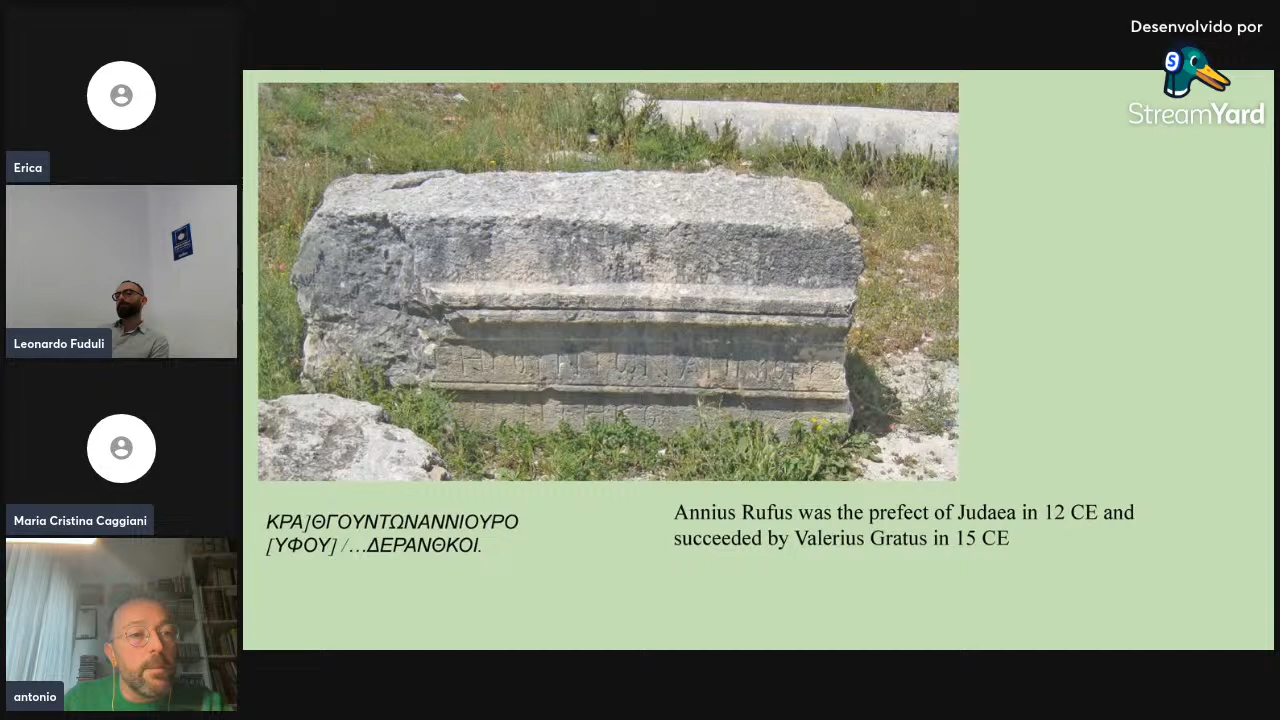 Desenvolvido por
StreamYard
Erica
Leonardo Fuduli
Maria Cristina Caggiani
antonio
ΚΡΑ]ΘΓΟΥΝΤΩΝΑΝΝΙΟΥΡΟ
[ΥΦΟΥ] /…ΔΕΡΑΝΘΚΟΙ.
Annius Rufus was the prefect of Judaea in 12 CE and
succeeded by Valerius Gratus in 15 CE